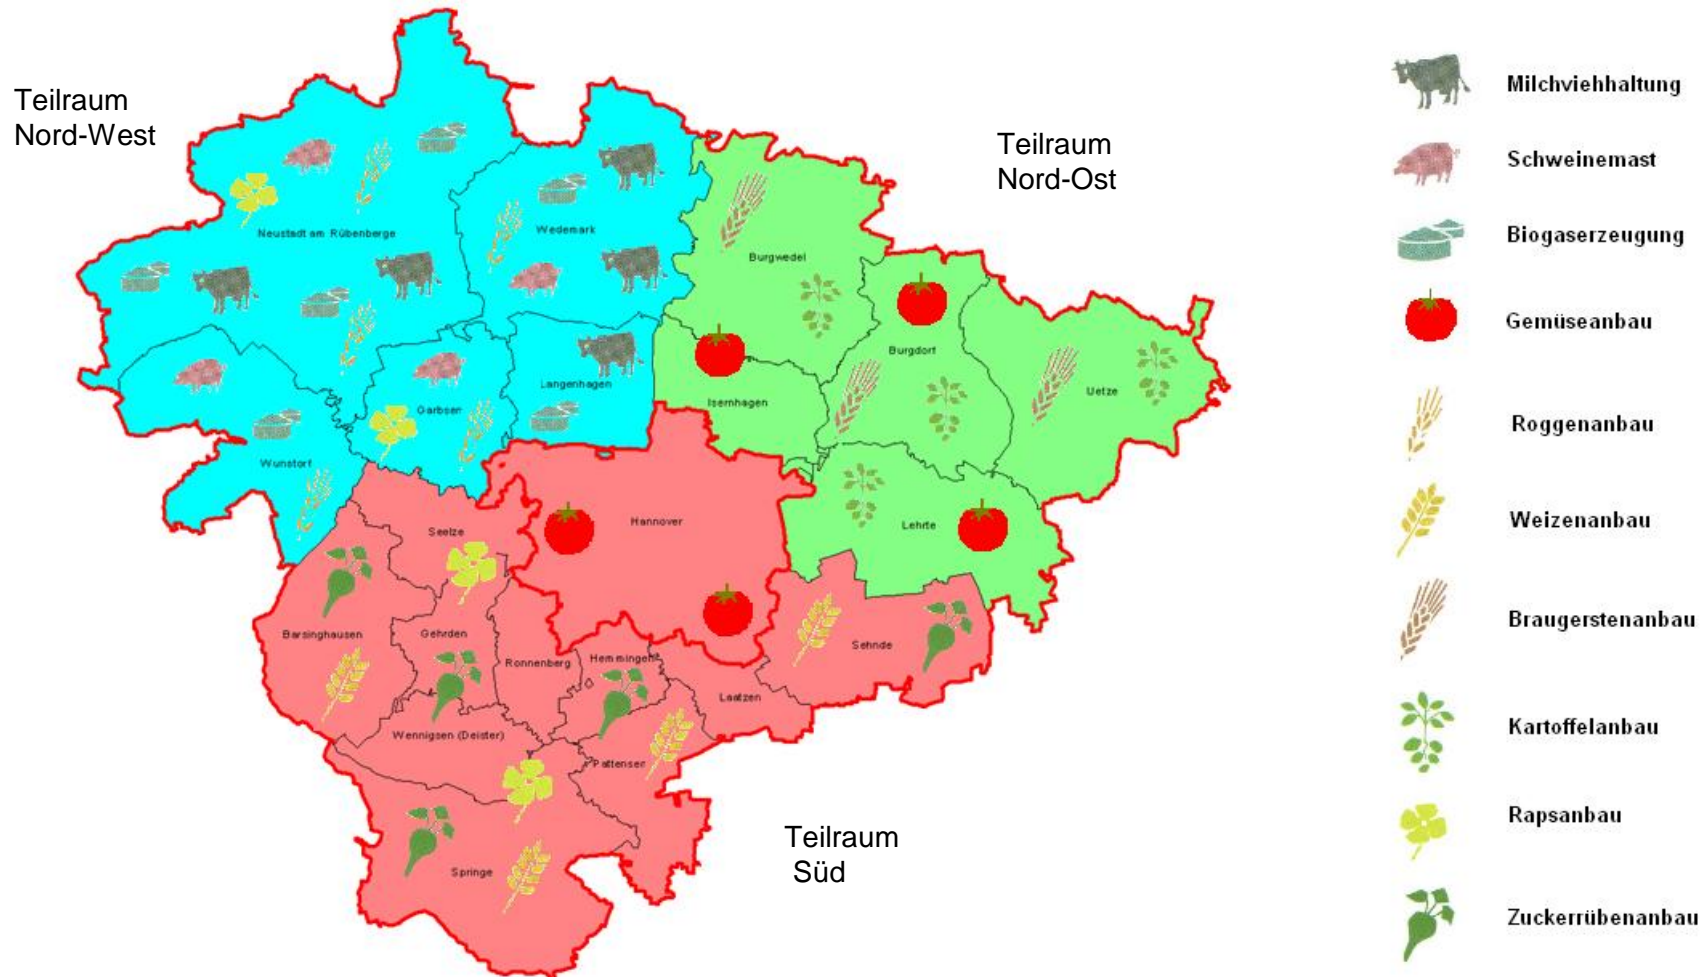 Teilraum
Nord-West
Teilraum
Nord-Ost
Neustadt am Rübenberge
Wedemark
Burgwedel
Burgdorf
Langenhagen
Garbsen
Isernhagen
Uetze
Wunstorf
Seelze
Hannover
Lehrte
Barsinghausen
Gehrden
Ronnenberg
Hemmingen
Sehnde
Laatzen
Wennigsen (Deister)
Pattensen
Springe
Teilraum
Süd
Milchviehhaltung
Schweinemast
Biogaserzeugung
Gemüseanbau
Roggenanbau
Weizenanbau
Braugerstenanbau
Kartoffelanbau
Rapsanbau
Zuckerrübenanbau